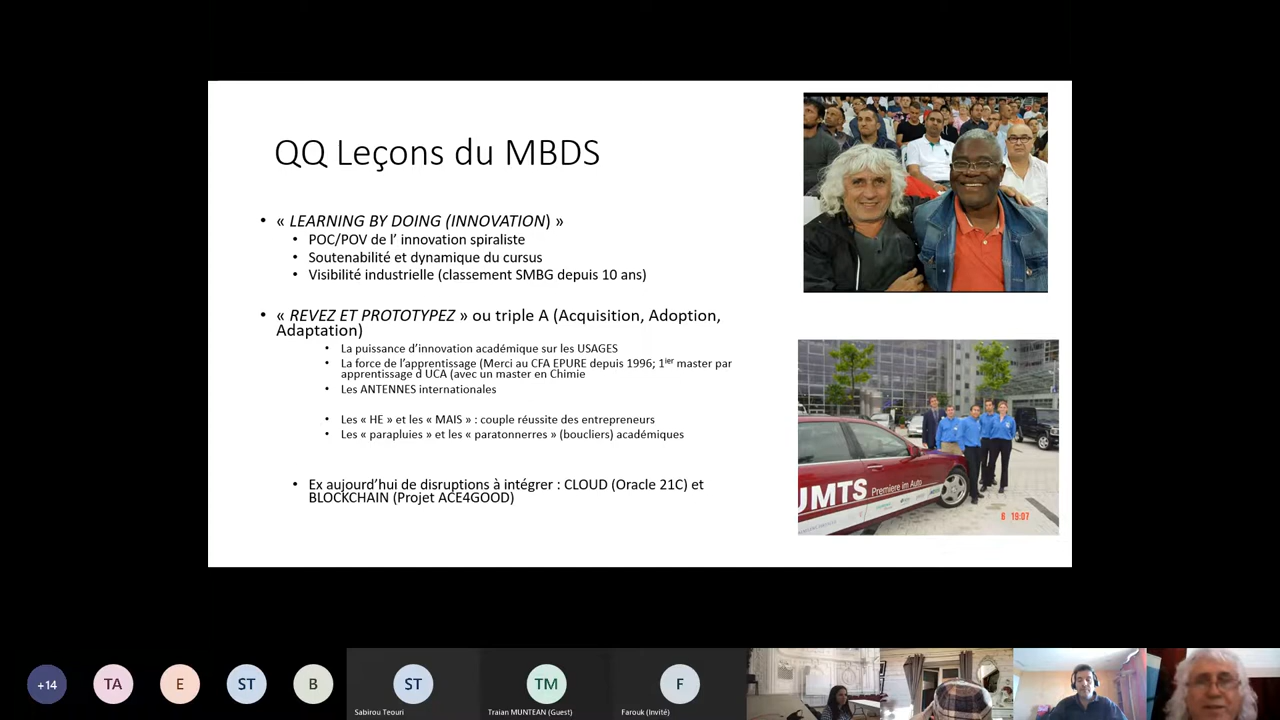 QQ Leçons du MBDS
• « LEARNING BY DOING (INNOVATION) »
• POC/POV de l’ innovation spiraliste
• Soutenabilité et dynamique du cursus
• Visibilité industrielle (classement SMBG depuis 10 ans)
• « REVEZ ET PROTOTYPEZ » ou triple A (Acquisition, Adoption,
Adaptation)
• La puissance d’innovation académique sur les USAGES
• La force de l’apprentissage (Merci au CFA EPURE depuis 1996; 1ier master par
apprentissage d UCA (avec un master en Chimie
• Les ANTENNES internationales
• Les « HE » et les « MAIS » : couple réussite des entrepreneurs
• Les « parapluies » et les « paratonnerres » (boucliers) académiques
• Ex aujourd’hui de disruptions à intégrer : CLOUD (Oracle 21C) et
BLOCKCHAIN (Projet ACE4GOOD)
UMTS Premiere im Auto
6 19:07
+14
TA
E
ST
B
ST
TM
F
Sabirou Teouri
Traian MUNTEAN (Guest)
Farouk (Invité)